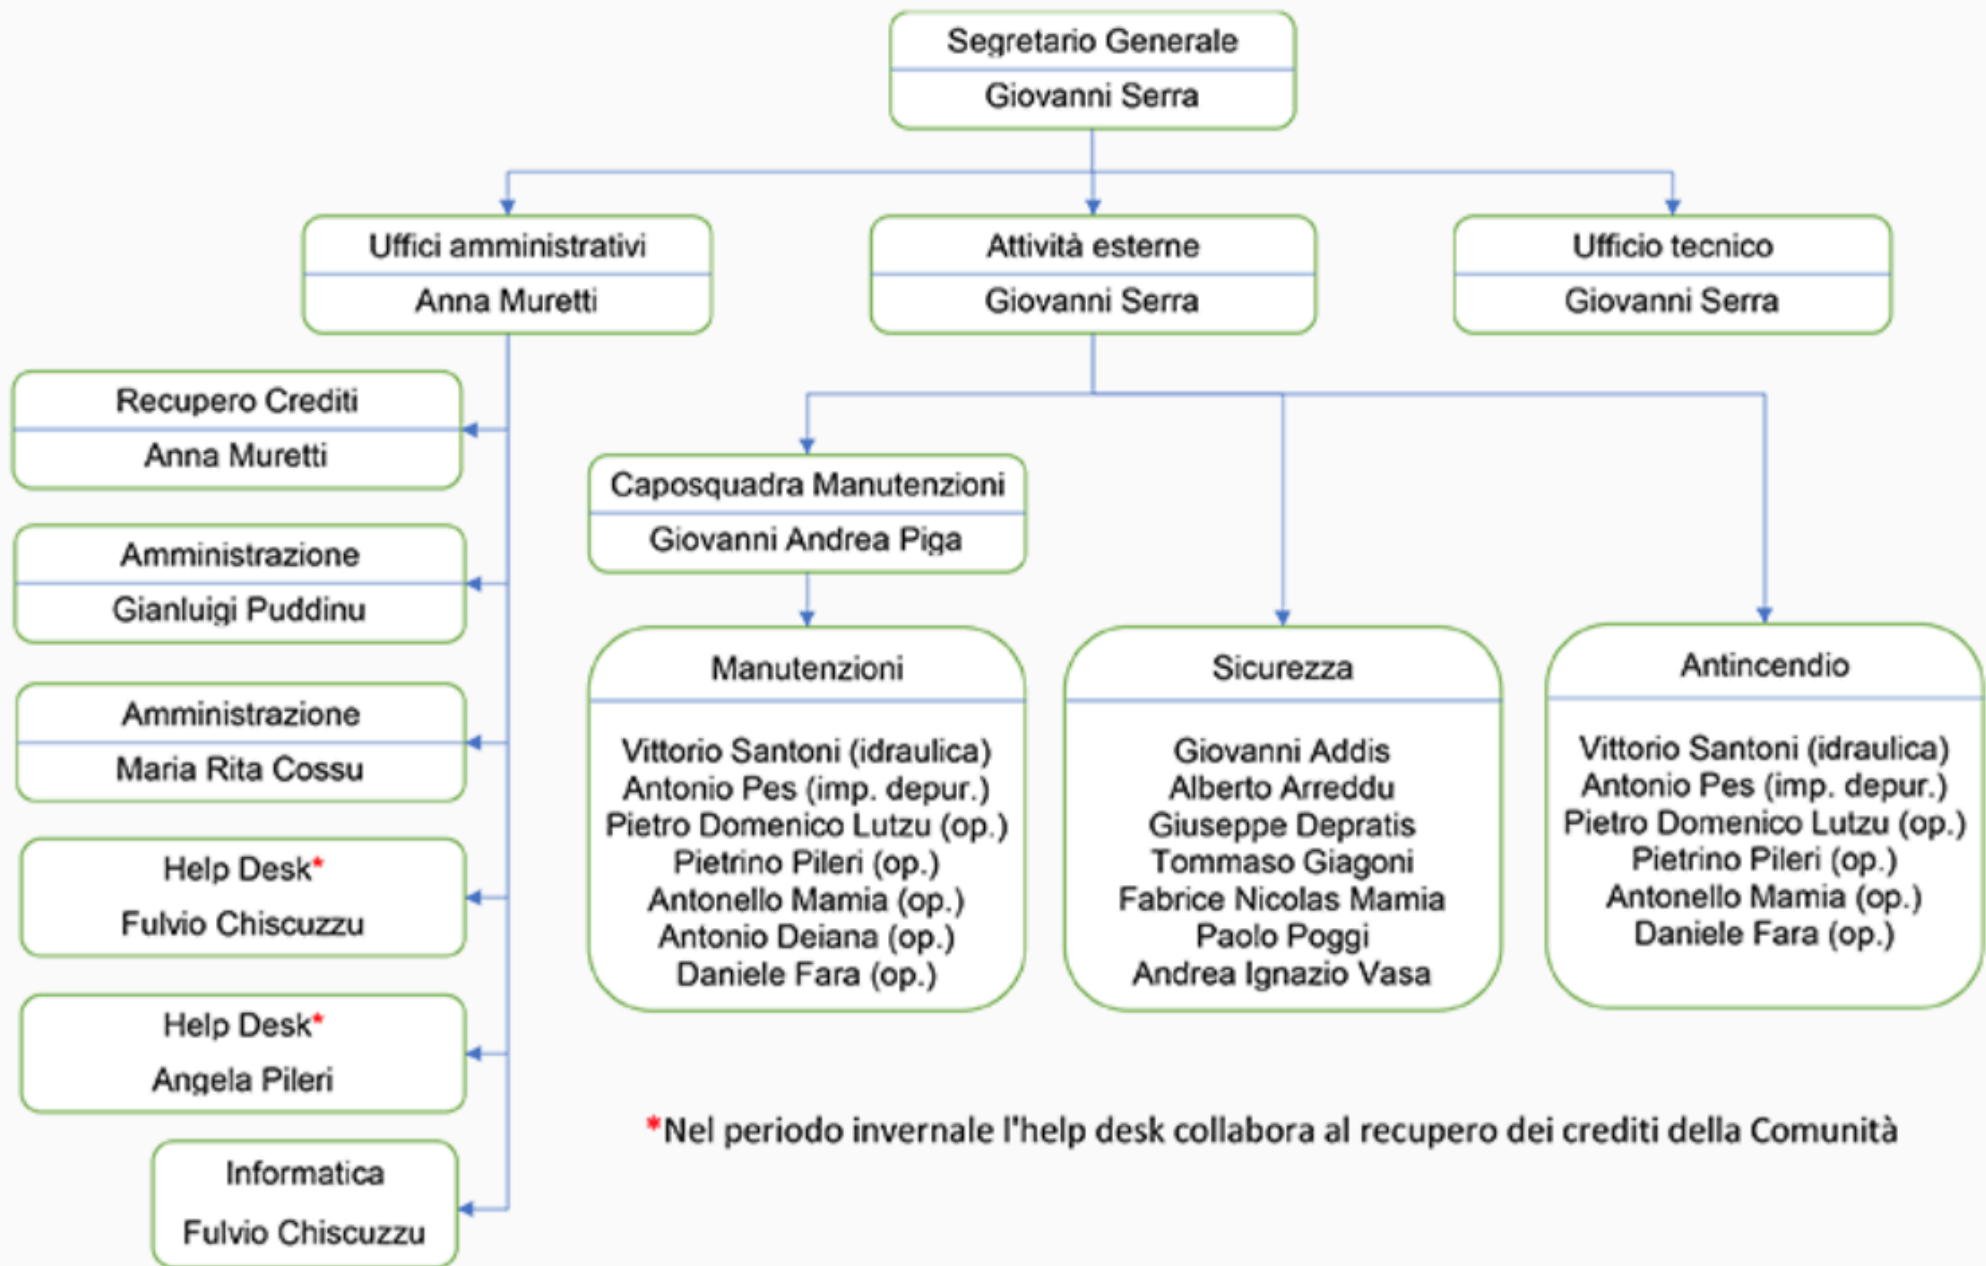 Segretario Generale
Giovanni Serra
Uffici amministrativi
Anna Muretti
Attività esterne
Giovanni Serra
Ufficio tecnico
Giovanni Serra
Recupero Crediti
Anna Muretti
Amministrazione
Gianluigi Puddinu
Amministrazione
Maria Rita Cossu
Help Desk*
Fulvio Chiscuzzu
Help Desk*
Angela Pileri
Informatica
Fulvio Chiscuzzu
Caposquadra Manutenzioni
Giovanni Andrea Piga
Manutenzioni
Vittorio Santoni (idraulica)
Antonio Pes (imp. depur.)
Pietro Domenico Lutzu (op.)
Pietrino Pileri (op.)
Antonello Mamia (op.)
Antonio Deiana (op.)
Daniele Fara (op.)
Sicurezza
Giovanni Addis
Alberto Arreddu
Giuseppe Depratis
Tommaso Giagoni
Fabrice Nicolas Mamia
Paolo Poggi
Andrea Ignazio Vasa
Antincendio
Vittorio Santoni (idraulica)
Antonio Pes (imp. depur.)
Pietro Domenico Lutzu (op.)
Pietrino Pileri (op.)
Antonello Mamia (op.)
Daniele Fara (op.)
*Nel periodo invernale l'help desk collabora al recupero dei crediti della Comunità